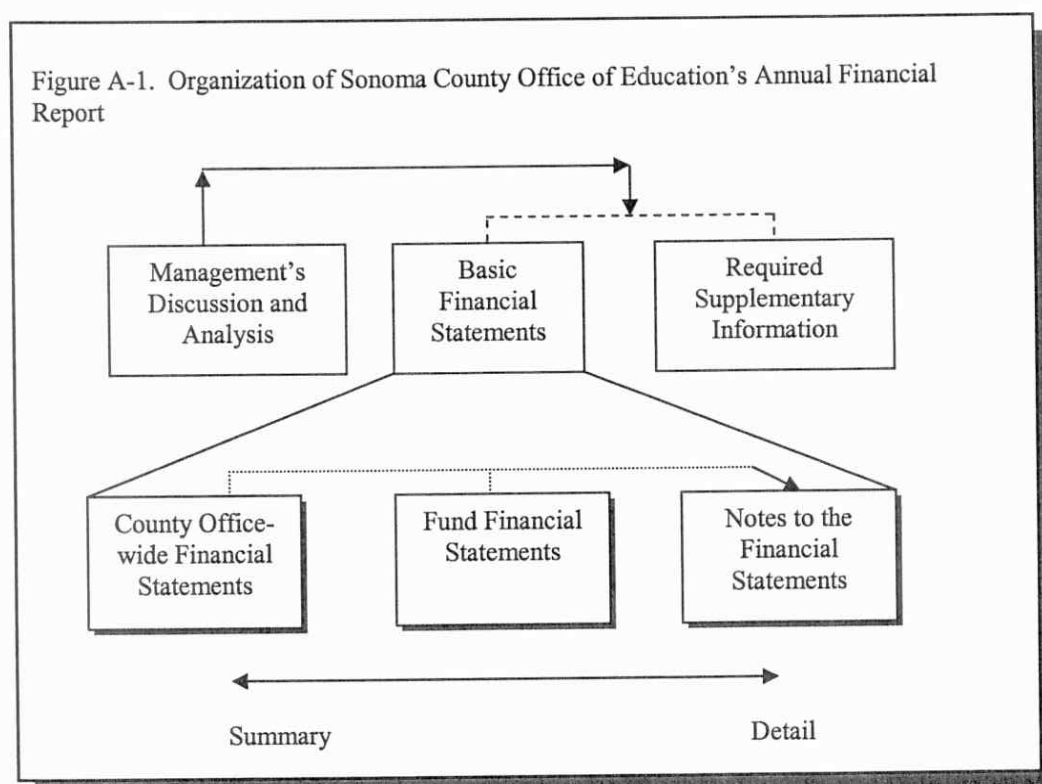 Figure A-1. Organization of Sonoma County Office of Education's Annual Financial
Report
Management's
Discussion and
Analysis
Basic
Financial
Statements
Required
Supplementary
Information
County Office-
wide Financial
Statements
Fund Financial
Statements
Notes to the
Financial
Statements
Summary
Detail